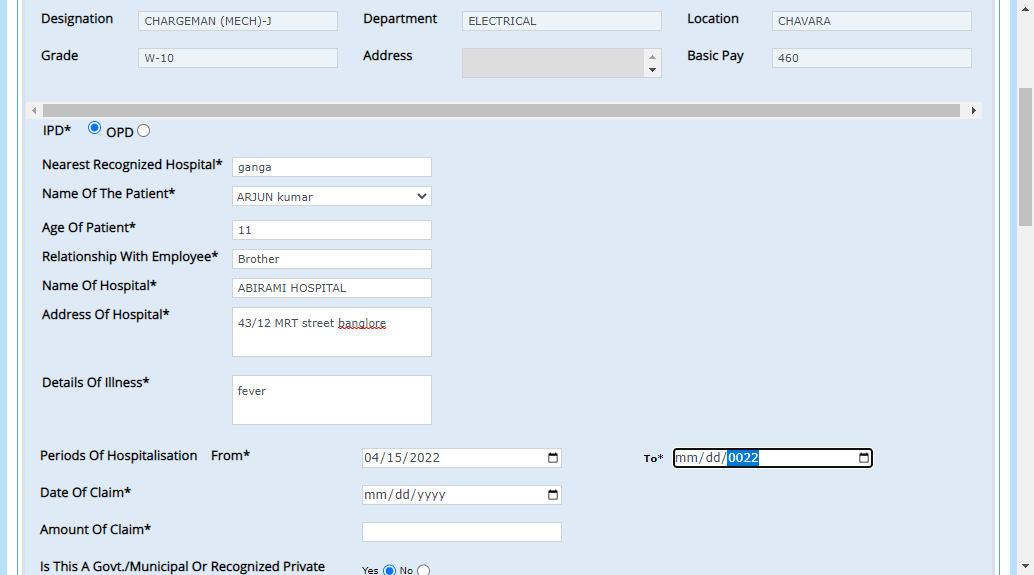 Designation CHARGEMAN (MECH)-J Department ELECTRICAL Location CHAVARA
Grade W-10 Address Basic Pay 460
IPD* OPD
Nearest Recognized Hospital* ganga
Name Of The Patient* ARJUN kumar
Age Of Patient* 11
Relationship With Employee* Brother
Name Of Hospital* ABIRAMI HOSPITAL
Address Of Hospital* 43/12 MRT street banglore
Details Of Illness* fever
Periods Of Hospitalisation From* 04/15/2022 To* mm/dd/0022
Date Of Claim* mm/dd/yyyy
Amount Of Claim*
Is This A Govt./Municipal Or Recognized Private Yes No